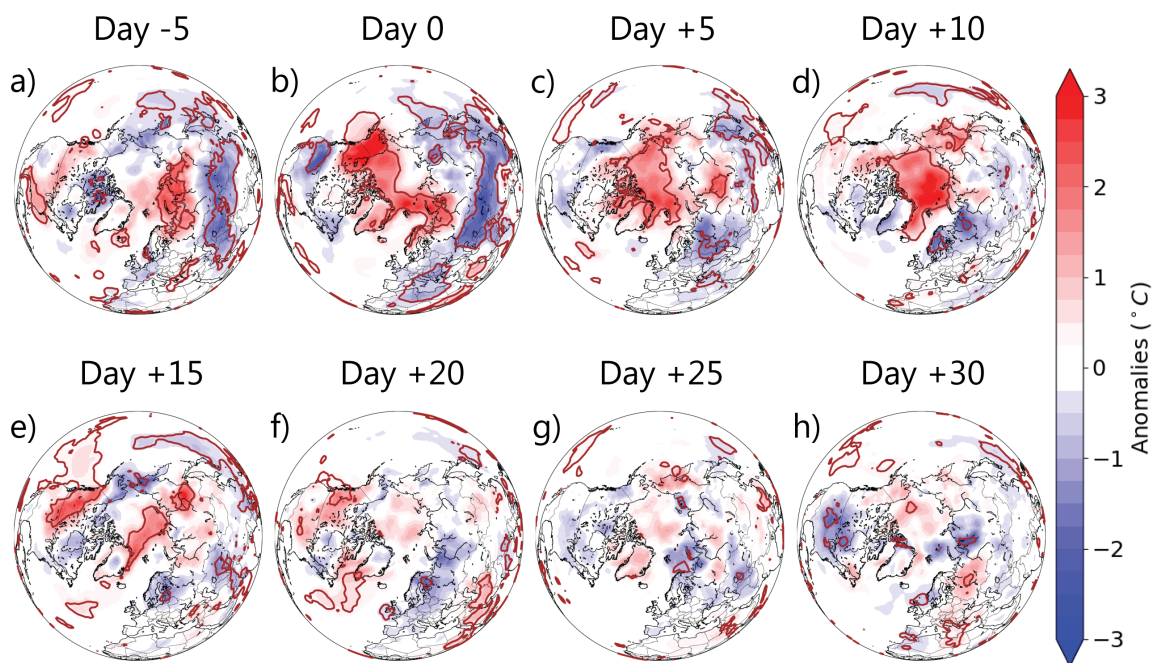 Day -5
Day 0
Day +5
Day +10
a)
b)
c)
d)
Day +15
Day +20
Day +25
Day +30
e)
f)
g)
h)
3
2
1
0
−1
−2
−3
Anomalies (°C)